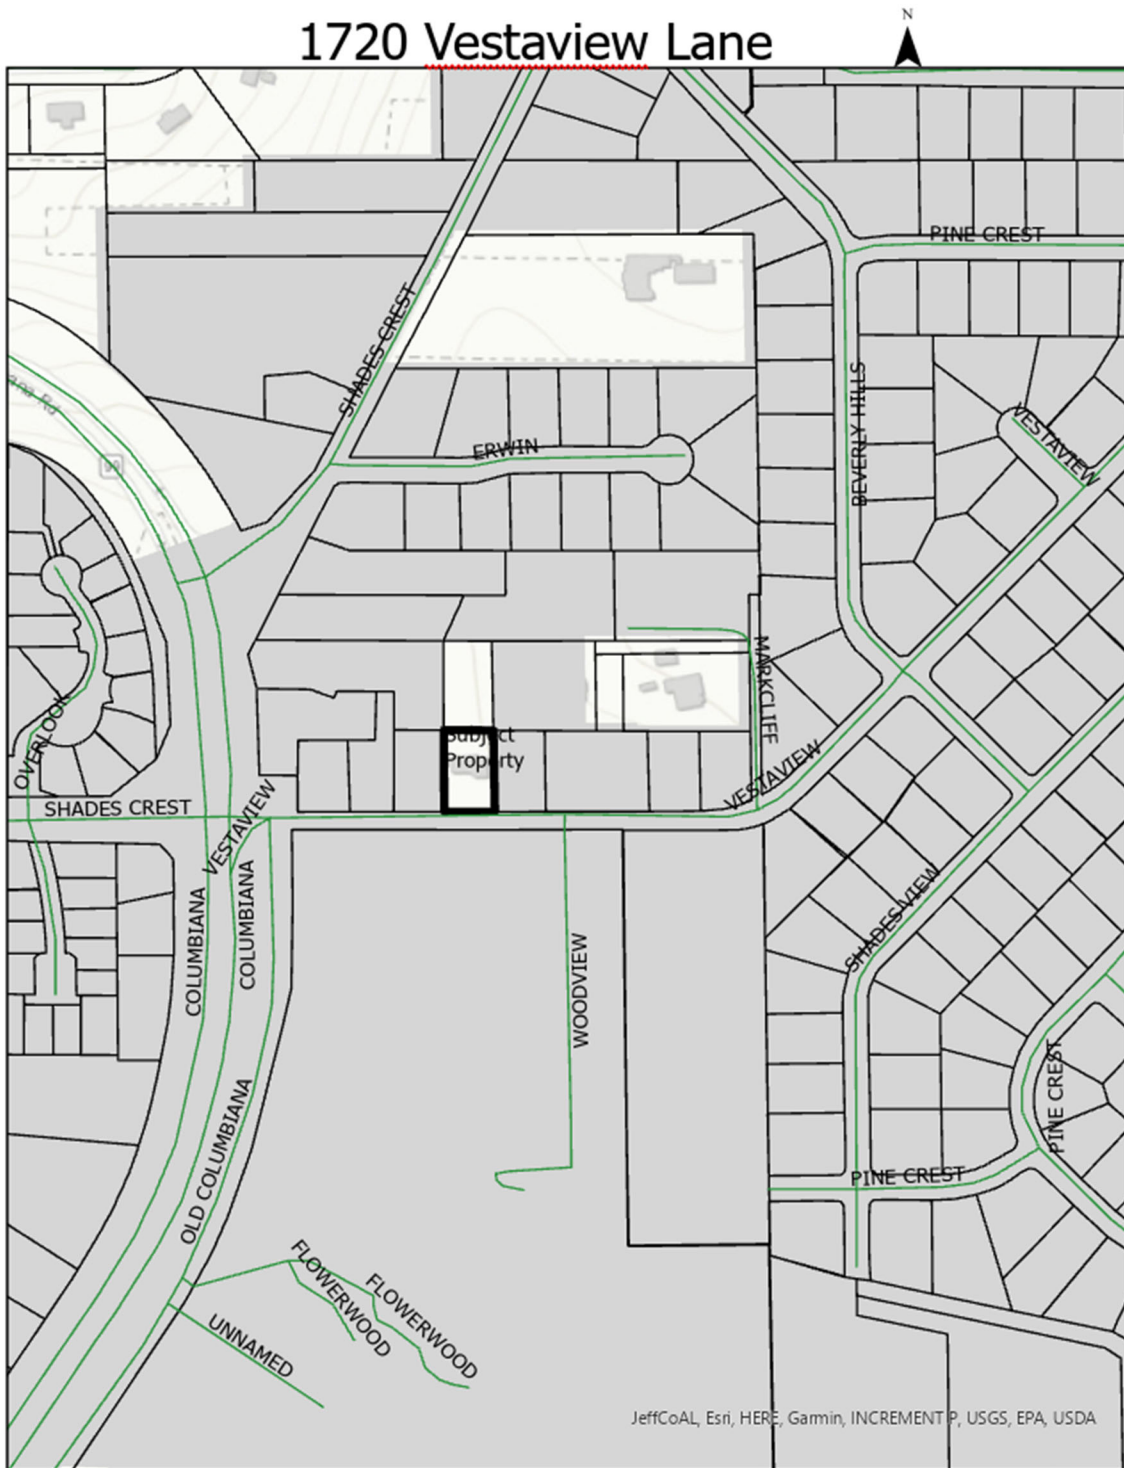 1720 Vestaview Lane
N
PINE CREST
SHADES CREST
BEVERLY HILLS
VESTAVIEW
ERWIN
MARKCLIFF
OVERLOOK
Subject
Property
VESTAVIEW
SHADES CREST
VESTAVIEW
COLUMBIANA
COLUMBIANA
SHADES VIEW
WOODVIEW
PINE CREST
OLD COLUMBIANA
PINE CREST
FLOWERWOOD
FLOWERWOOD
UNNAMED
JeffCoAL, Esri, HERE, Garmin, INCREMENT P, USGS, EPA, USDA